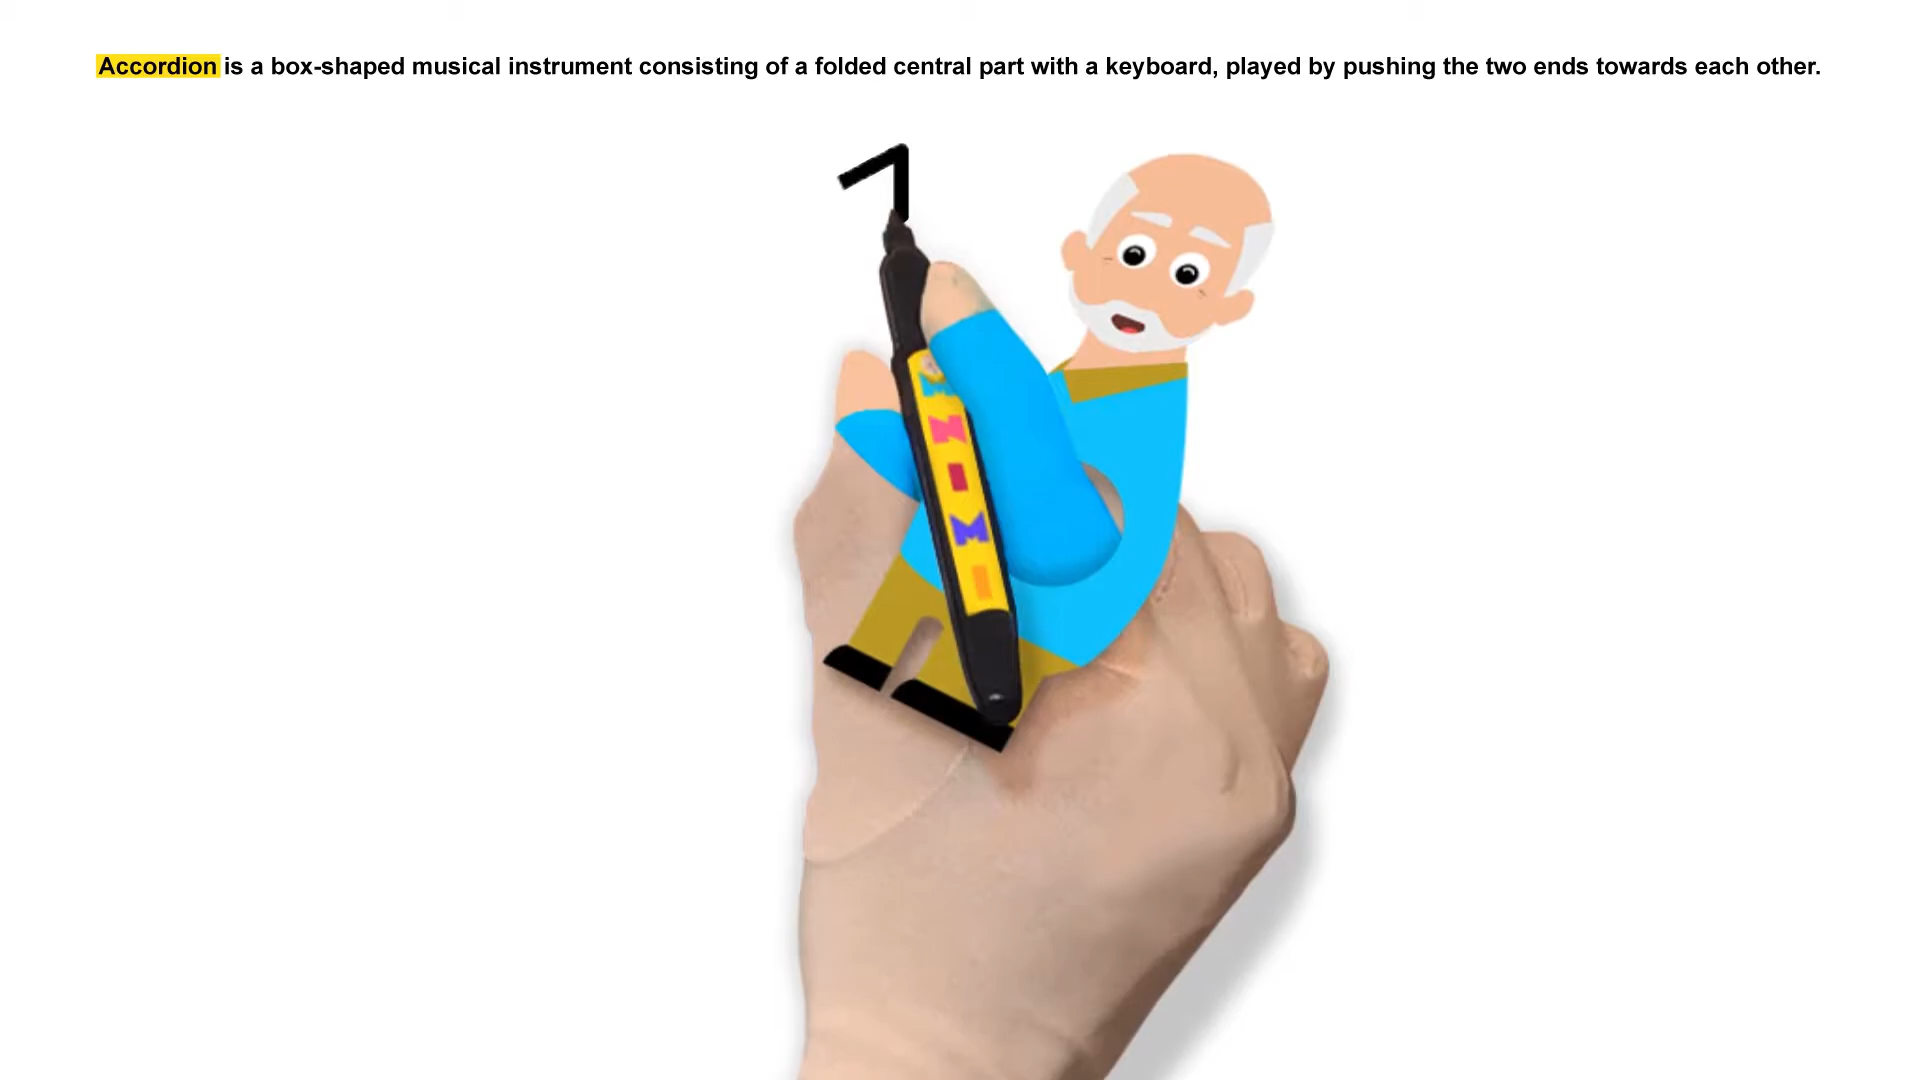 Accordion is a box-shaped musical instrument consisting of a folded central part with a keyboard, played by pushing the two ends towards each other.
NIMI